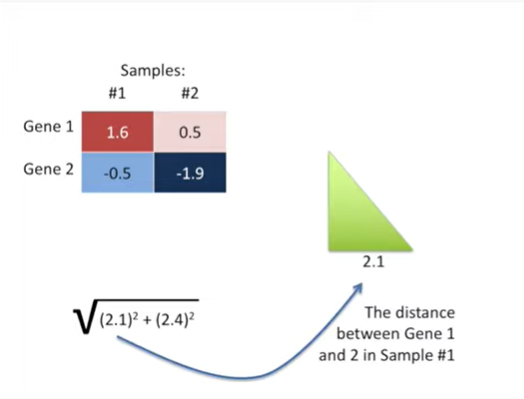 Samples:
#1 #2
Gene 1 1.6 0.5
Gene 2 -0.5 -1.9
2.1
√(2.1)² + (2.4)²
The distance
between Gene 1
and 2 in Sample #1